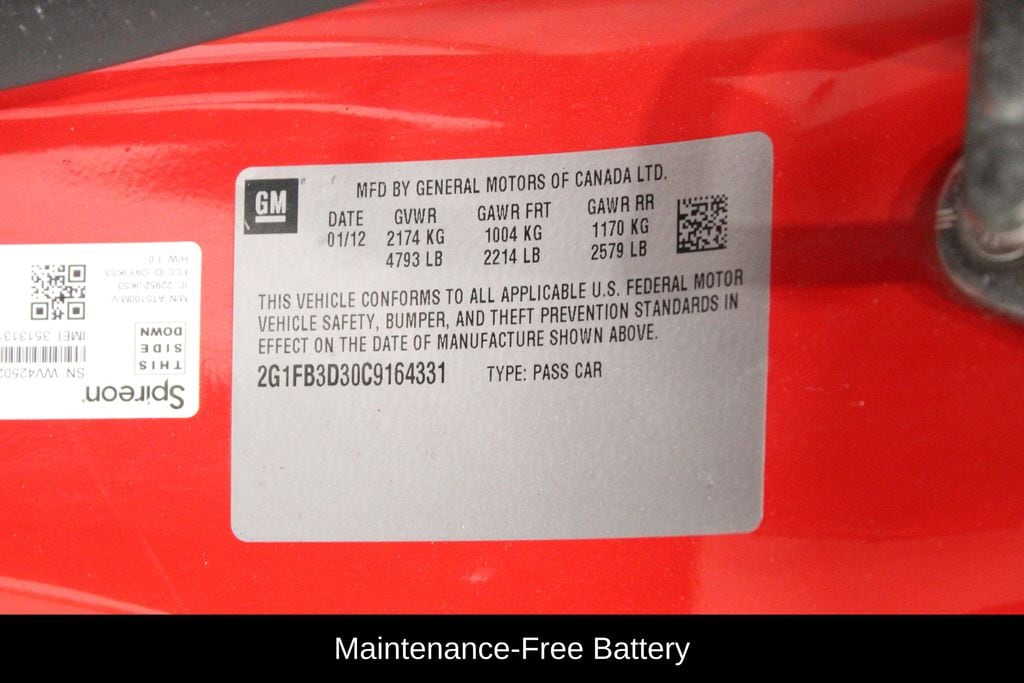 GM
MFD BY GENERAL MOTORS OF CANADA LTD.
DATE GVWR GAWR FRT GAWR RR
01/12 2174 KG 1004 KG 1170 KG
4793 LB 2214 LB 2579 LB
THIS VEHICLE CONFORMS TO ALL APPLICABLE U.S. FEDERAL MOTOR
VEHICLE SAFETY, BUMPER, AND THEFT PREVENTION STANDARDS IN
EFFECT ON THE DATE OF MANUFACTURE SHOWN ABOVE.
2G1FB3D30C9164331 TYPE: PASS CAR
Spireon
THIS
SIDE
DOWN
M/N: ATS100M-V
H/W: 1.0
Maintenance-Free Battery